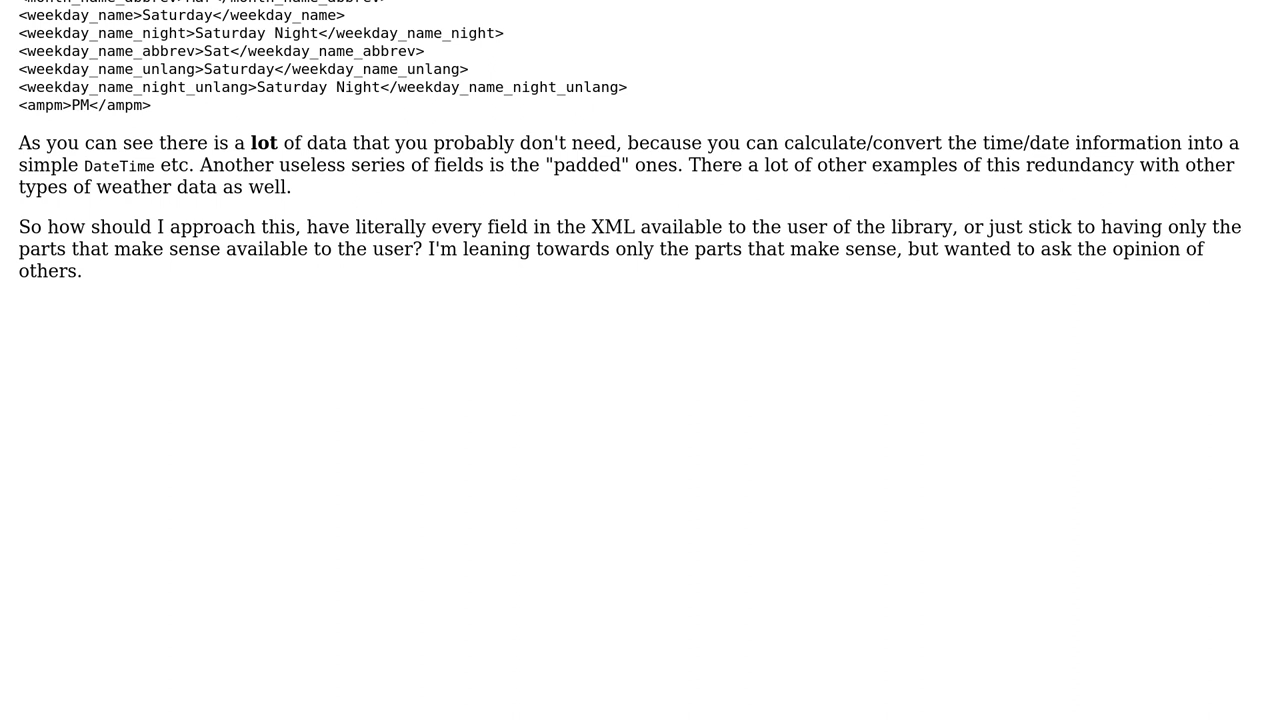 <weekday_name>Saturday</weekday_name>
<weekday_name_night>Saturday Night</weekday_name_night>
<weekday_name_abbrev>Sat</weekday_name_abbrev>
<weekday_name_unlang>Saturday</weekday_name_unlang>
<weekday_name_night_unlang>Saturday Night</weekday_name_night_unlang>
<ampm>PM</ampm>
As you can see there is a lot of data that you probably don't need, because you can calculate/convert the time/date information into a
simple DateTime etc. Another useless series of fields is the "padded" ones. There a lot of other examples of this redundancy with other
types of weather data as well.
So how should I approach this, have literally every field in the XML available to the user of the library, or just stick to having only the
parts that make sense available to the user? I'm leaning towards only the parts that make sense, but wanted to ask the opinion of
others.